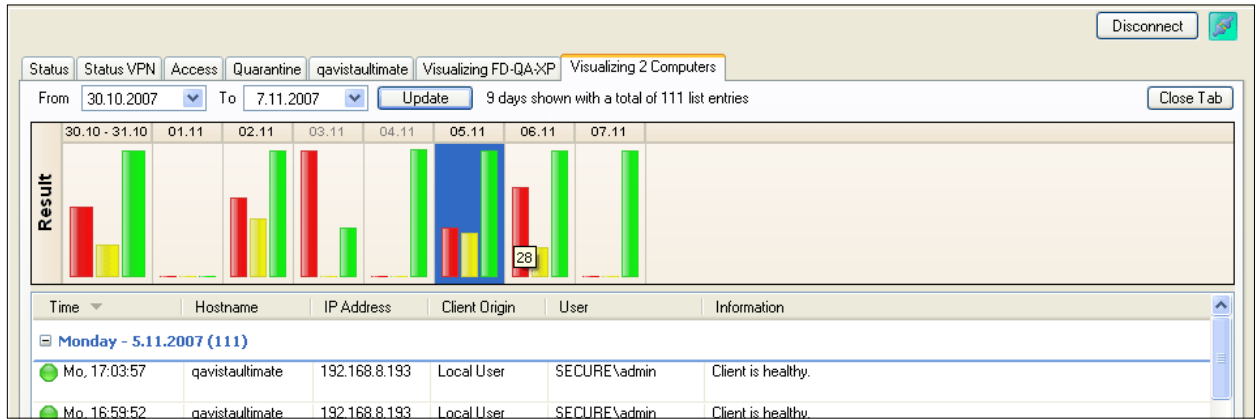 Disconnect
Status Status VPN Access Quarantine qavistaultimate Visualizing FD-QA-XP Visualizing 2 Computers
From 30.10.2007 To 7.11.2007 Update 9 days shown with a total of 111 list entries Close Tab
30.10 - 31.10 01.11 02.11 03.11 04.11 05.11 06.11 07.11
Result
28
Time Hostname IP Address Client Origin User Information
Monday - 5.11.2007 (111)
Mo, 17:03:57 qavistaultimate 192.168.8.193 Local User SECURE\admin Client is healthy.
Mo, 16:59:52 qavistaultimate 192.168.8.193 Local User SECURE\admin Client is healthy.